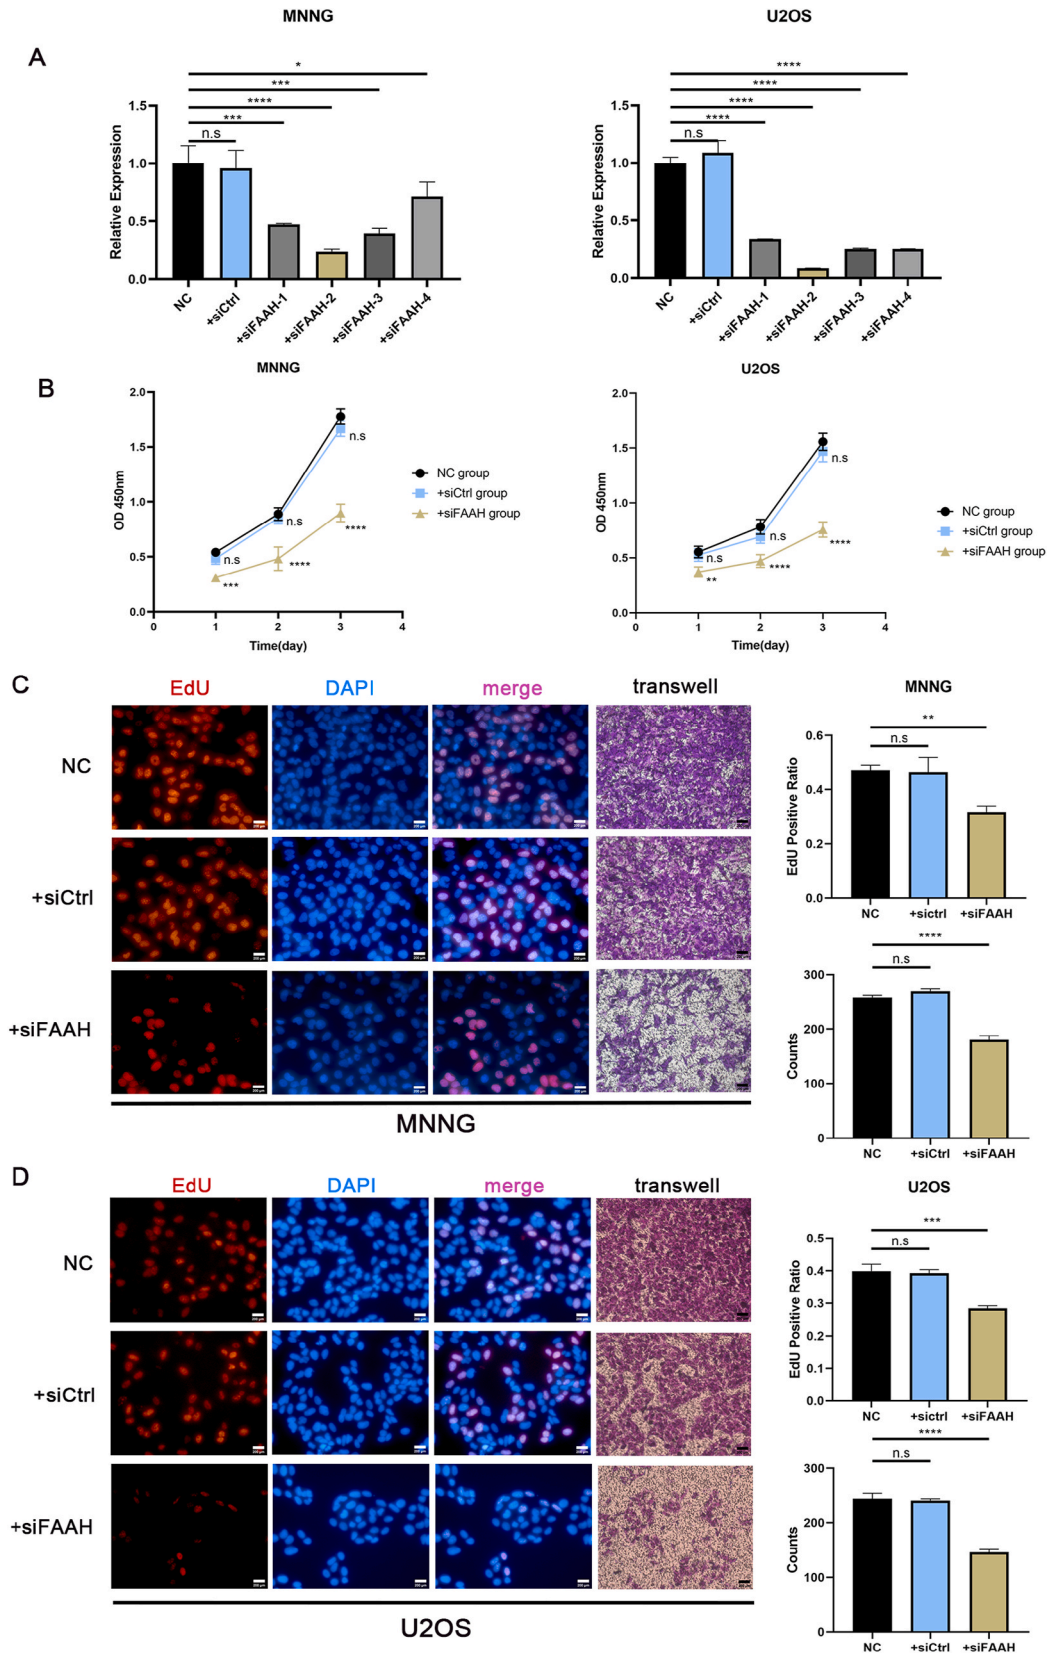 MNNG
U2OS
A
*
***
****
***
n.s
1.5
1.0
0.5
0.0
Relative Expression
NC
+siCtrl
+siFAAH-1
+siFAAH-2
+siFAAH-3
+siFAAH-4
****
****
****
****
n.s
1.5
1.0
0.5
0.0
Relative Expression
NC
+siCtrl
+siFAAH-1
+siFAAH-2
+siFAAH-3
+siFAAH-4
B
MNNG
2.0
1.5
1.0
0.5
0.0
OD 450nm
n.s
n.s
n.s
***
****
****
0
1
2
3
4
Time(day)
NC group
+siCtrl group
+siFAAH group
U2OS
2.0
1.5
1.0
0.5
0.0
OD 450nm
n.s
n.s
n.s
**
****
****
0
1
2
3
4
Time(day)
NC group
+siCtrl group
+siFAAH group
C
EdU
DAPI
merge
transwell
NC
+siCtrl
+siFAAH
MNNG
MNNG
**
n.s
0.6
0.4
0.2
0.0
EdU Positive Ratio
NC
+sictrl
+siFAAH
****
n.s
300
200
100
0
Counts
NC
+siCtrl
+siFAAH
D
EdU
DAPI
merge
transwell
NC
+siCtrl
+siFAAH
U2OS
U2OS
***
n.s
0.5
0.4
0.3
0.2
0.1
0.0
EdU Positive Ratio
NC
+sictrl
+siFAAH
****
n.s
300
200
100
0
Counts
NC
+siCtrl
+siFAAH